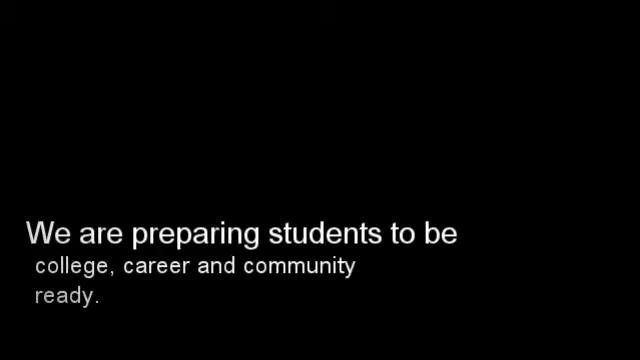 We are preparing students to be
college, career and community
ready.